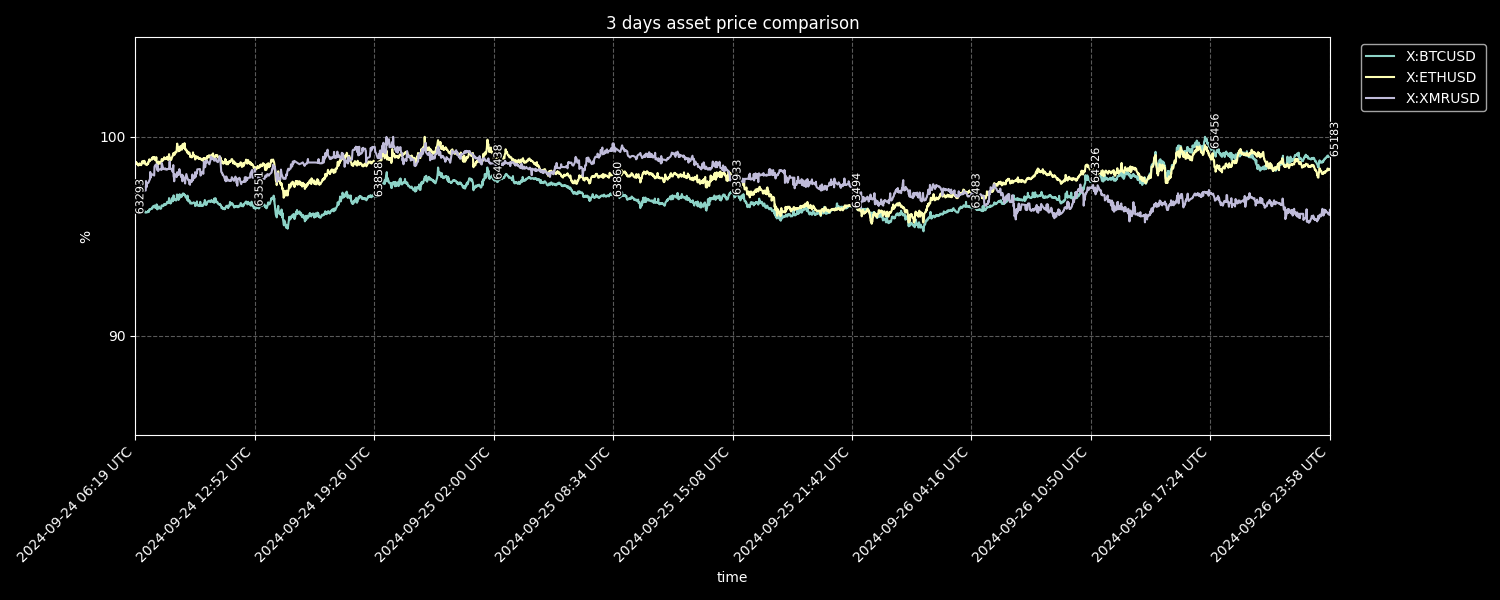 3 days asset price comparison
X:BTCUSD
X:ETHUSD
X:XMRUSD
100
90
%
63293
63551
63858
64438
63860
63933
63494
63483
64326
65456
65183
2024-09-24 06:19 UTC
2024-09-24 12:52 UTC
2024-09-24 19:26 UTC
2024-09-25 02:00 UTC
2024-09-25 08:34 UTC
2024-09-25 15:08 UTC
2024-09-25 21:42 UTC
2024-09-26 04:16 UTC
2024-09-26 10:50 UTC
2024-09-26 17:24 UTC
2024-09-26 23:58 UTC
time